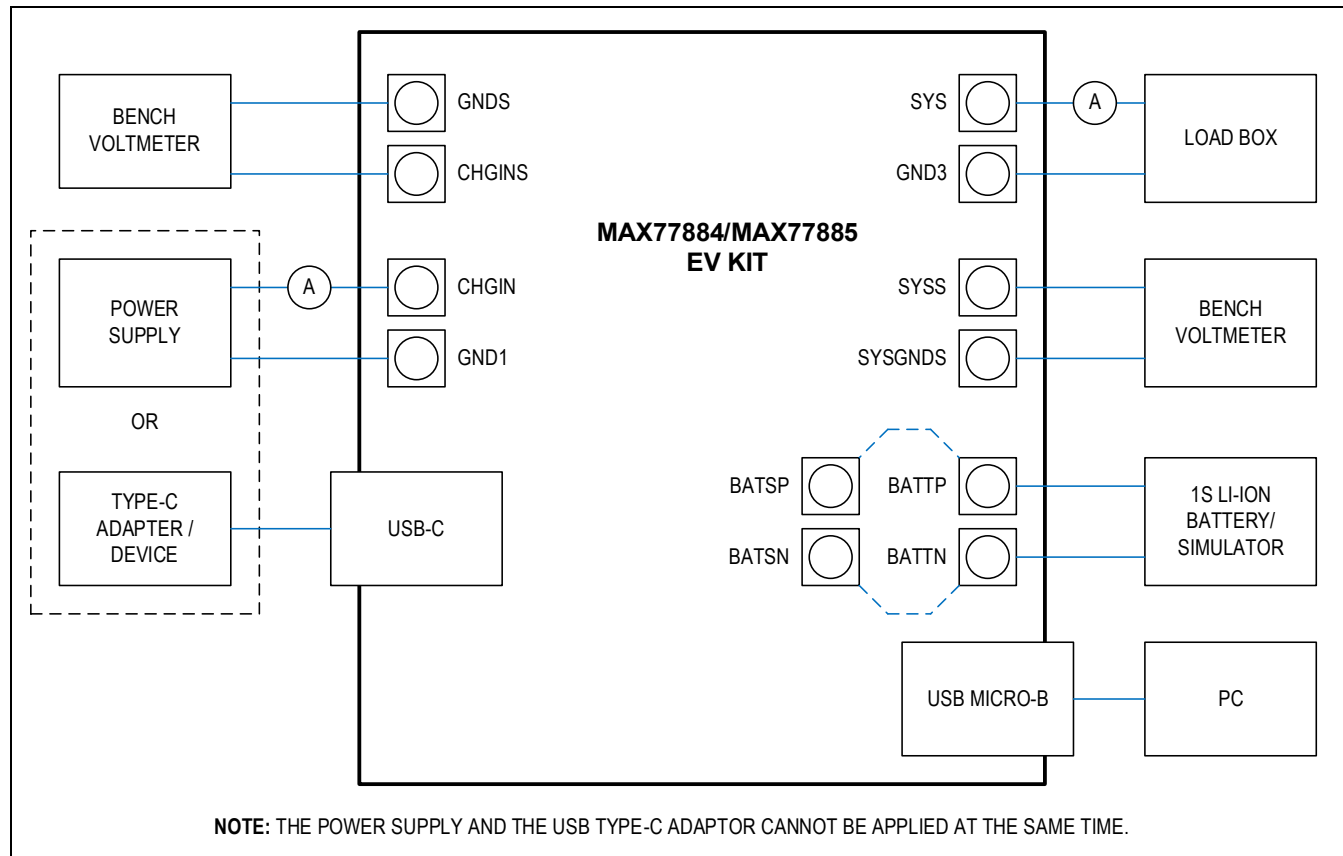 BENCH
VOLTMETER
GNDS
CHGINS
SYS
GND3
A
LOAD BOX
MAX77884/MAX77885
EV KIT
POWER
SUPPLY
A
CHGIN
GND1
SYSS
SYSGNDS
BENCH
VOLTMETER
OR
TYPE-C
ADAPTER /
DEVICE
USB-C
BATSP
BATTP
BATSN
BATTN
1S LI-ION
BATTERY/
SIMULATOR
USB MICRO-B
PC
NOTE: THE POWER SUPPLY AND THE USB TYPE-C ADAPTOR CANNOT BE APPLIED AT THE SAME TIME.